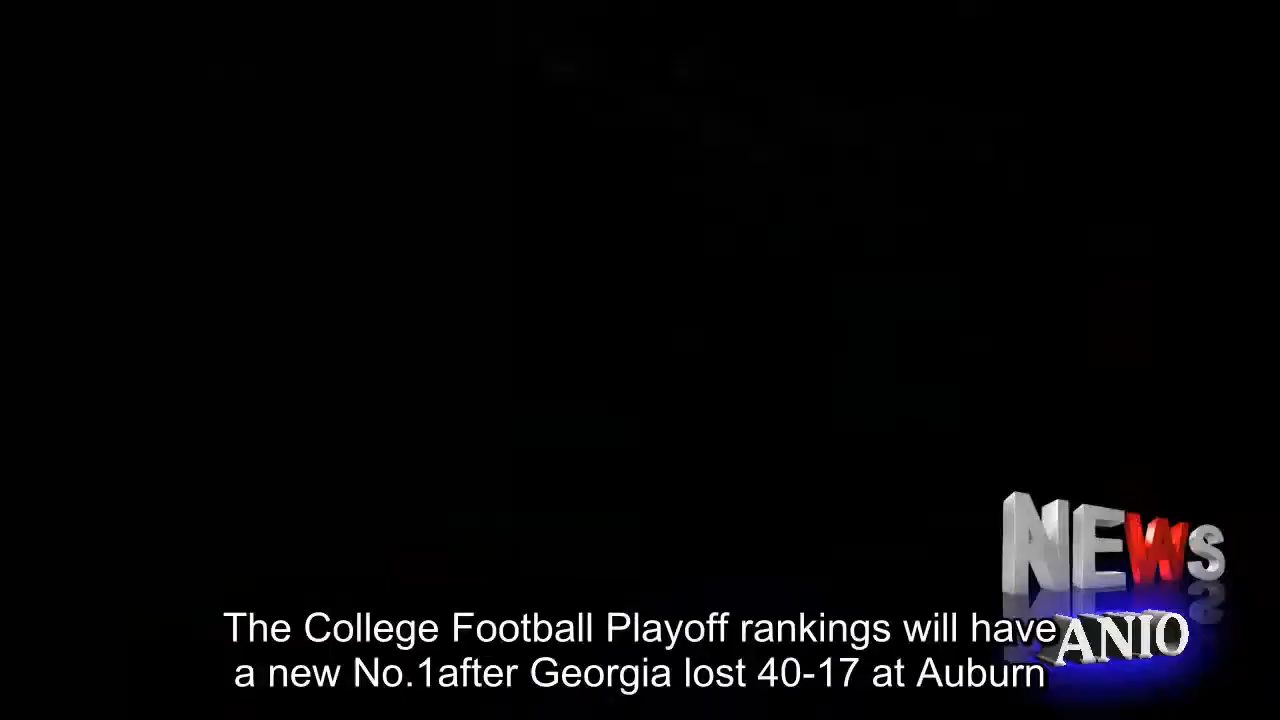 NEWS
The College Football Playoff rankings will have
ANIO
a new No.1after Georgia lost 40-17 at Auburn